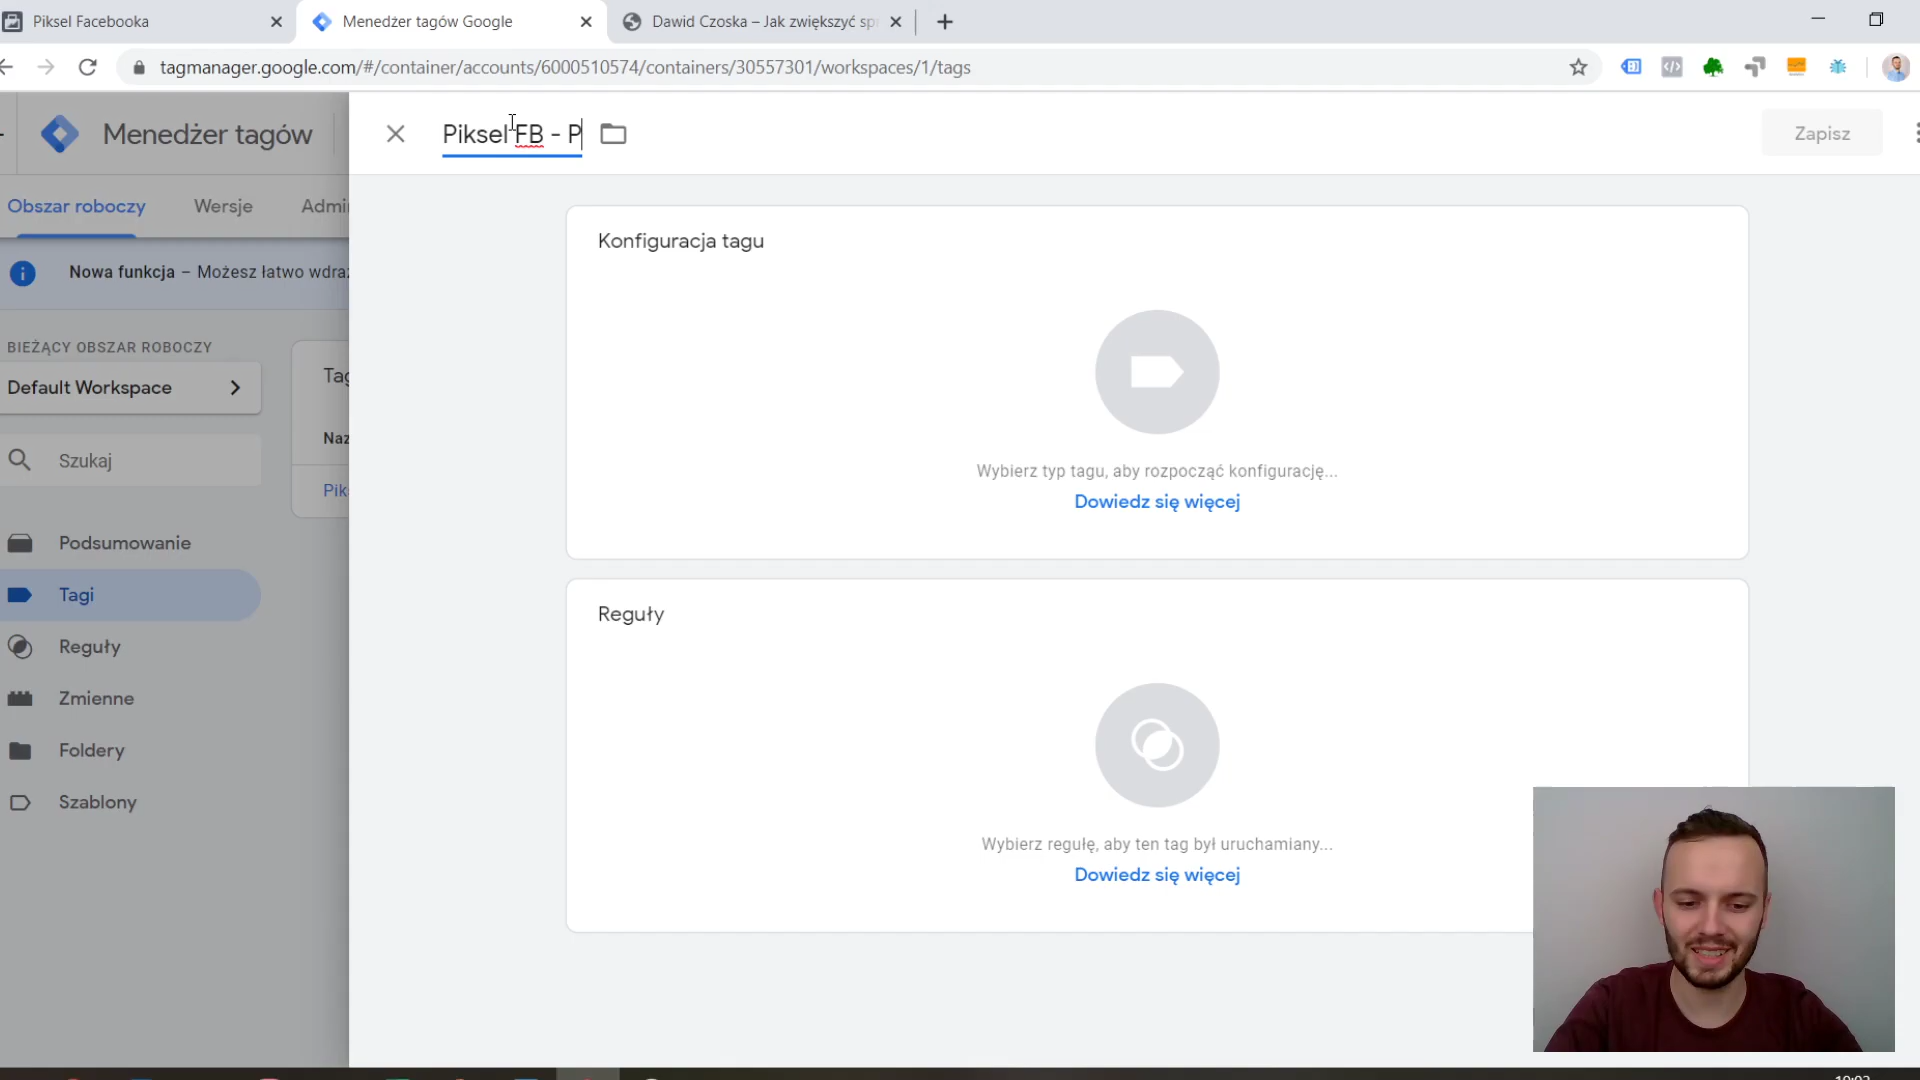 Piksel Facebooka
Menedżer tagów Google
Dawid Czoska – Jak zwiększyć sp
tagmanager.google.com/#/container/accounts/6000510574/containers/30557301/workspaces/1/tags
Menedżer tagów
Piksel FB - P
Zapisz
Obszar roboczy
Wersje
Admi
Nowa funkcja – Możesz łatwo wdra
BIEŻĄCY OBSZAR ROBOCZY
Default Workspace
Szukaj
Podsumowanie
Tagi
Reguły
Zmienne
Foldery
Szablony
Tag
Naz
Pik
Konfiguracja tagu
Wybierz typ tagu, aby rozpocząć konfigurację...
Dowiedz się więcej
Reguły
Wybierz regułę, aby ten tag był uruchamiany...
Dowiedz się więcej